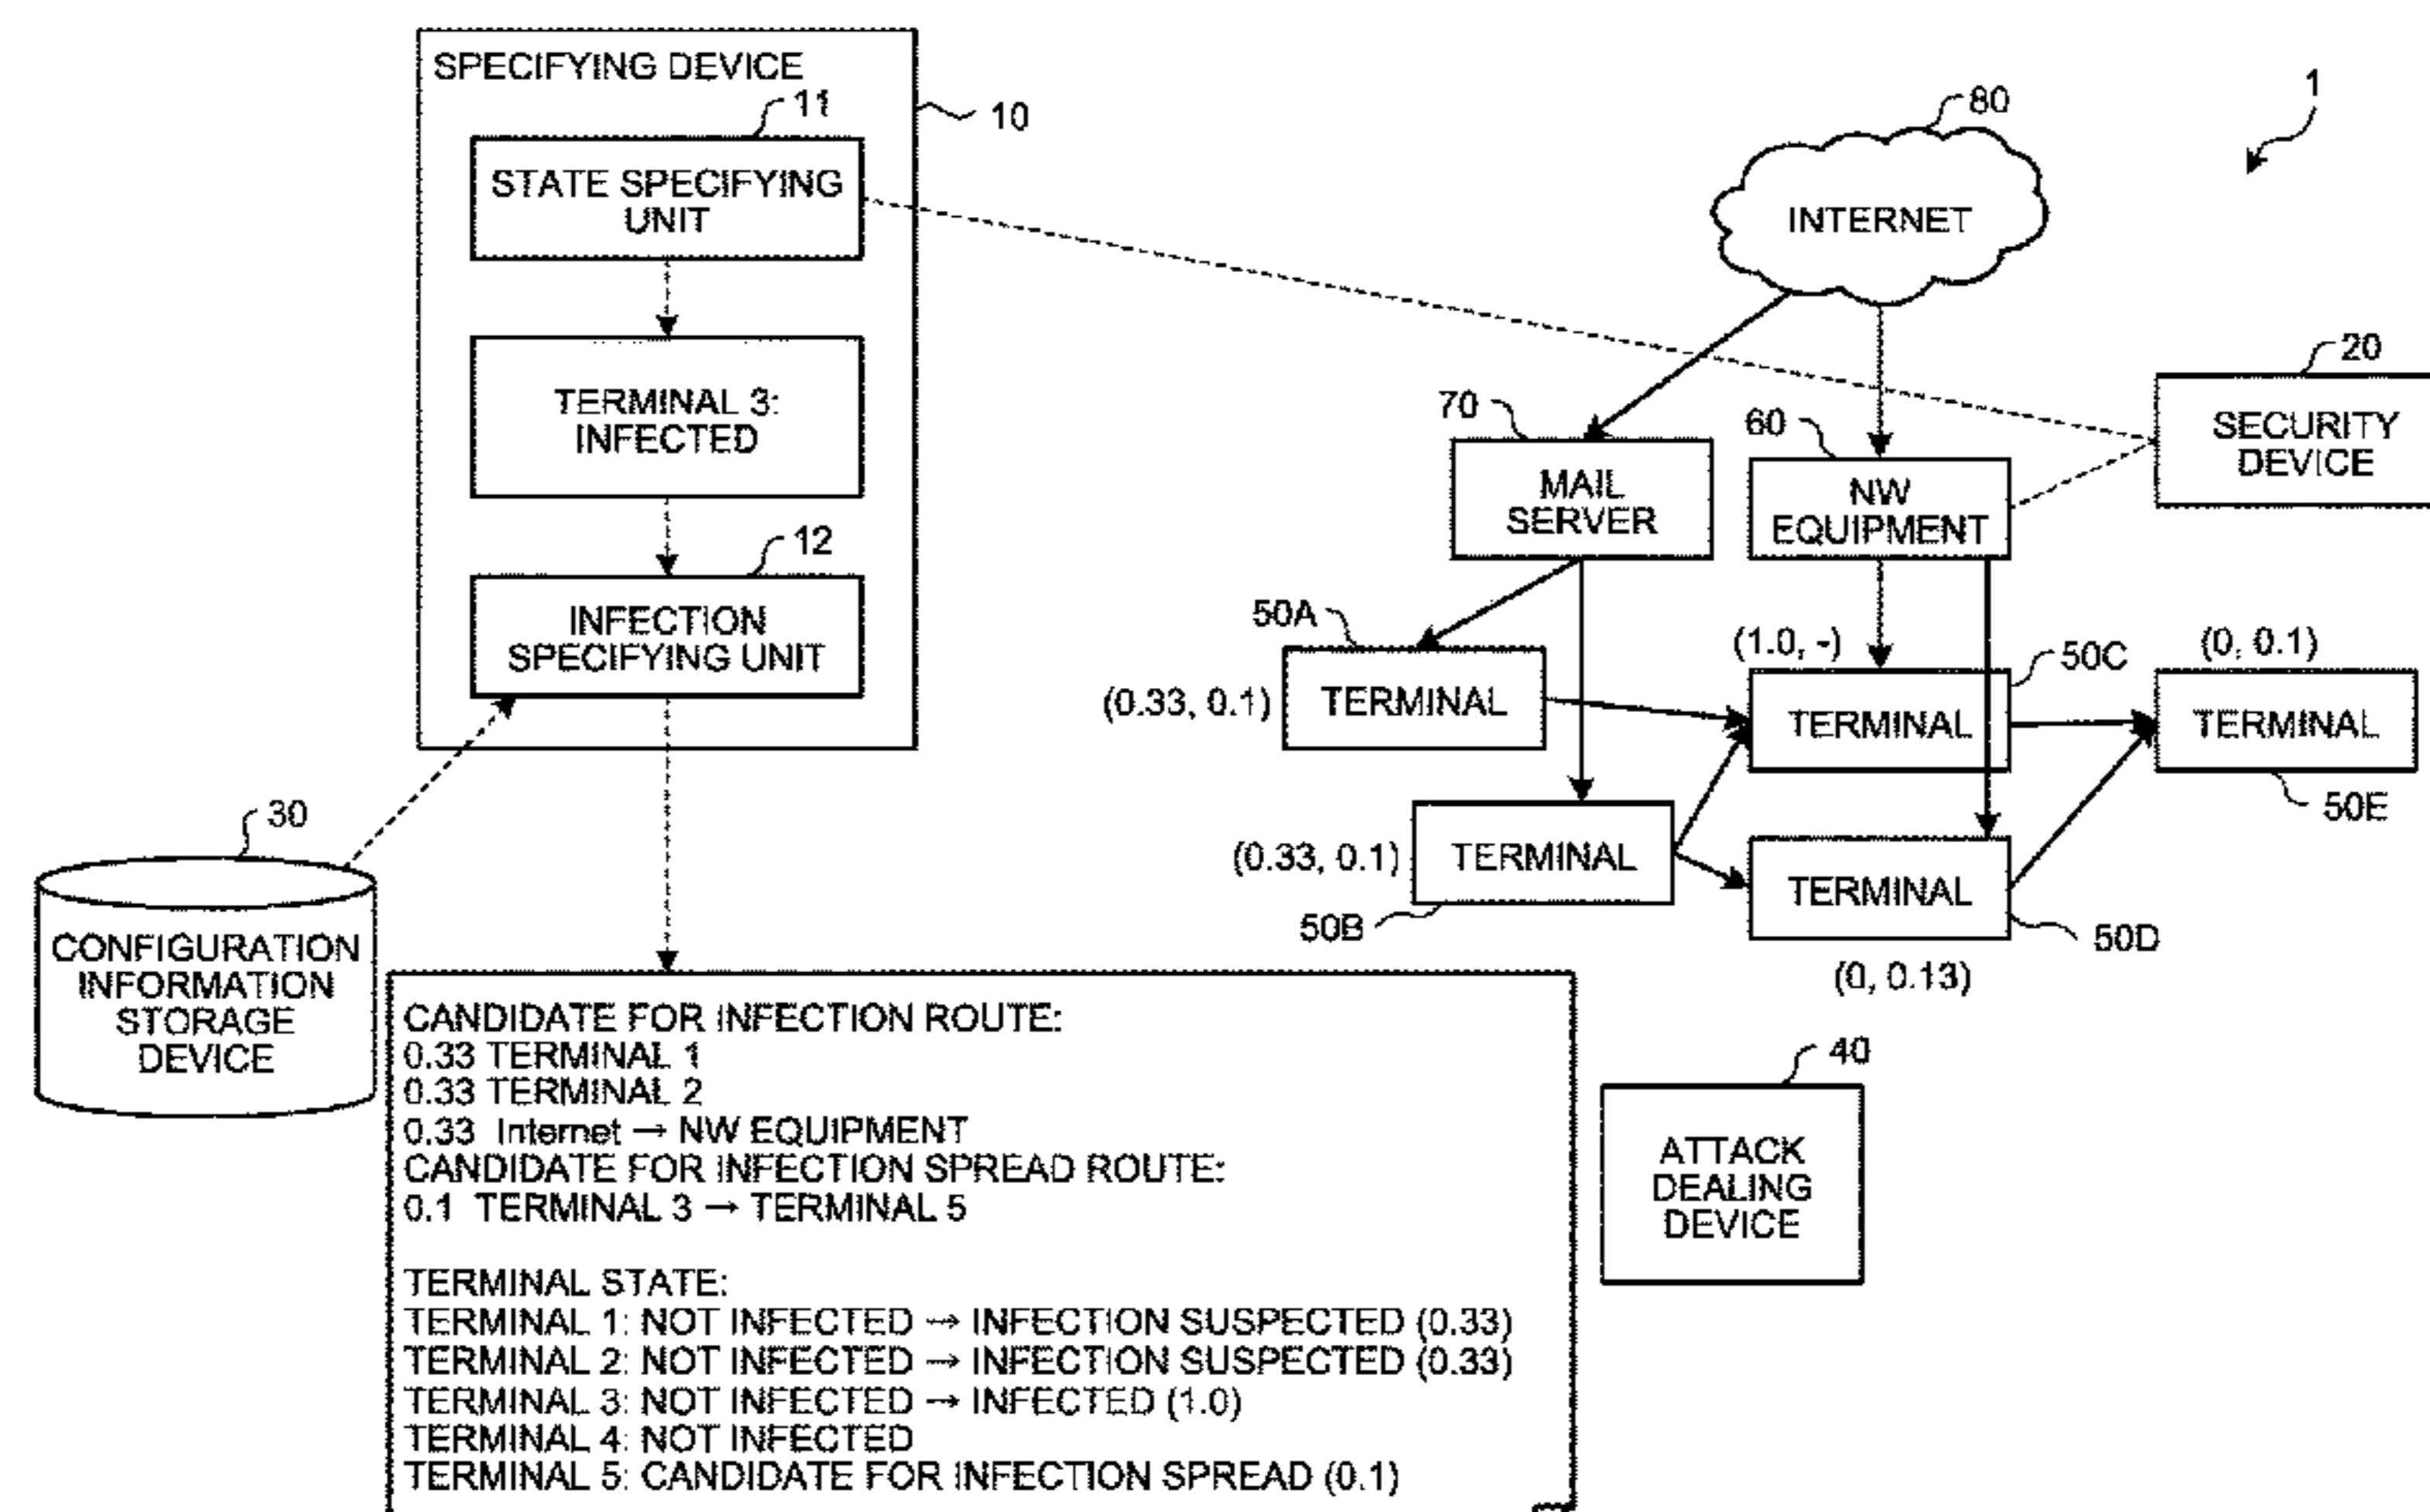 SPECIFYING DEVICE
11
10
STATE SPECIFYING
UNIT
TERMINAL 3:
INFECTED
12
INFECTION
SPECIFYING UNIT
30
CONFIGURATION
INFORMATION
STORAGE
DEVICE
CANDIDATE FOR INFECTION ROUTE:
0.33 TERMINAL 1
0.33 TERMINAL 2
0.33 Internet → NW EQUIPMENT
CANDIDATE FOR INFECTION SPREAD ROUTE:
0.1 TERMINAL 3 → TERMINAL 5
TERMINAL STATE:
TERMINAL 1: NOT INFECTED → INFECTION SUSPECTED (0.33)
TERMINAL 2: NOT INFECTED → INFECTION SUSPECTED (0.33)
TERMINAL 3: NOT INFECTED → INFECTED (1.0)
TERMINAL 4: NOT INFECTED
TERMINAL 5: CANDIDATE FOR INFECTION SPREAD (0.1)
1
80
INTERNET
20
SECURITY
DEVICE
70
MAIL
SERVER
60
NW
EQUIPMENT
50A
(0.33, 0.1)
TERMINAL
(1.0, -)
50C
TERMINAL
(0, 0.1)
TERMINAL
50E
(0.33, 0.1)
TERMINAL
50B
TERMINAL
50D
(0, 0.13)
40
ATTACK
DEALING
DEVICE